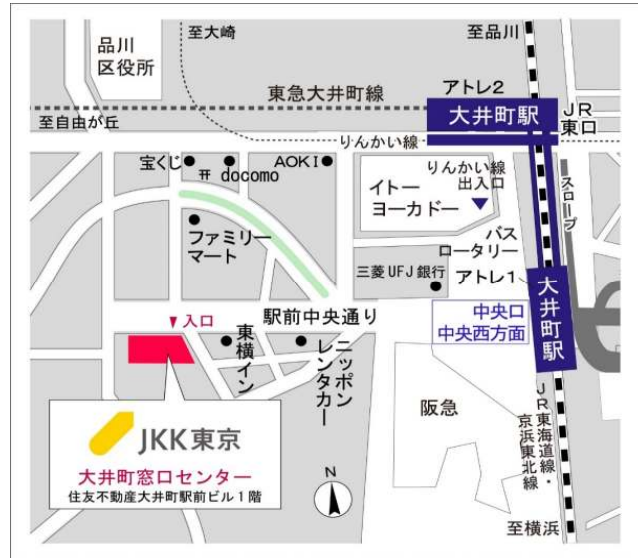 至大崎
至品川
品川
区役所
アトレ2
東急大井町線
大井町駅
JR
東口
至自由が丘
りんかい線
宝くじ
docomo
AOKI
りんかい線
出入口
イトー
ヨーカドー
スロープ
ファミリー
マート
バス
ロータリー
三菱UFJ銀行
アトレ1
大井町駅
入口
駅前中央通り
中央口
中央西方面
東横イン
ニッポン
レンタカー
阪急
JR東海道線・
京浜東北線
JKK東京
大井町窓口センター
住友不動産大井町駅前ビル1階
N
至横浜